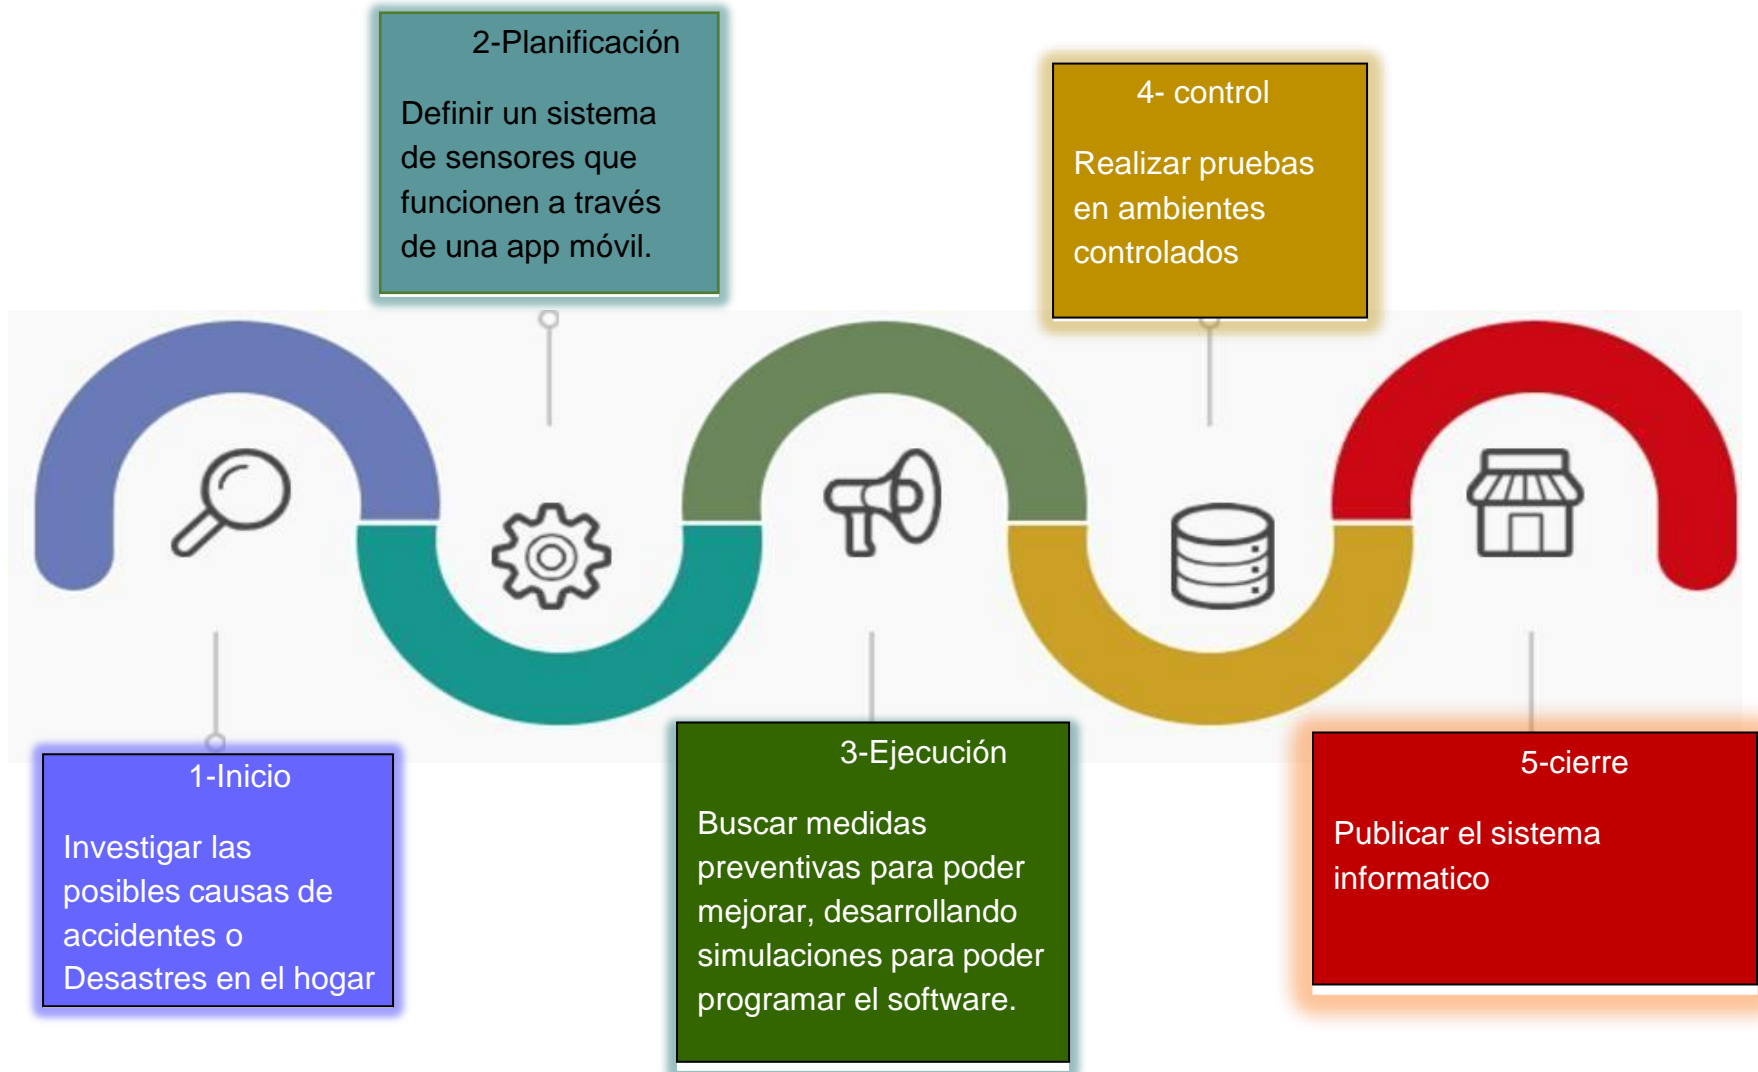 1-Inicio
Investigar las
posibles causas de
accidentes o
Desastres en el hogar
2-Planificación
Definir un sistema
de sensores que
funcionen a través
de una app móvil.
3-Ejecución
Buscar medidas
preventivas para poder
mejorar, desarrollando
simulaciones para poder
programar el software.
4- control
Realizar pruebas
en ambientes
controlados
5-cierre
Publicar el sistema
informatico